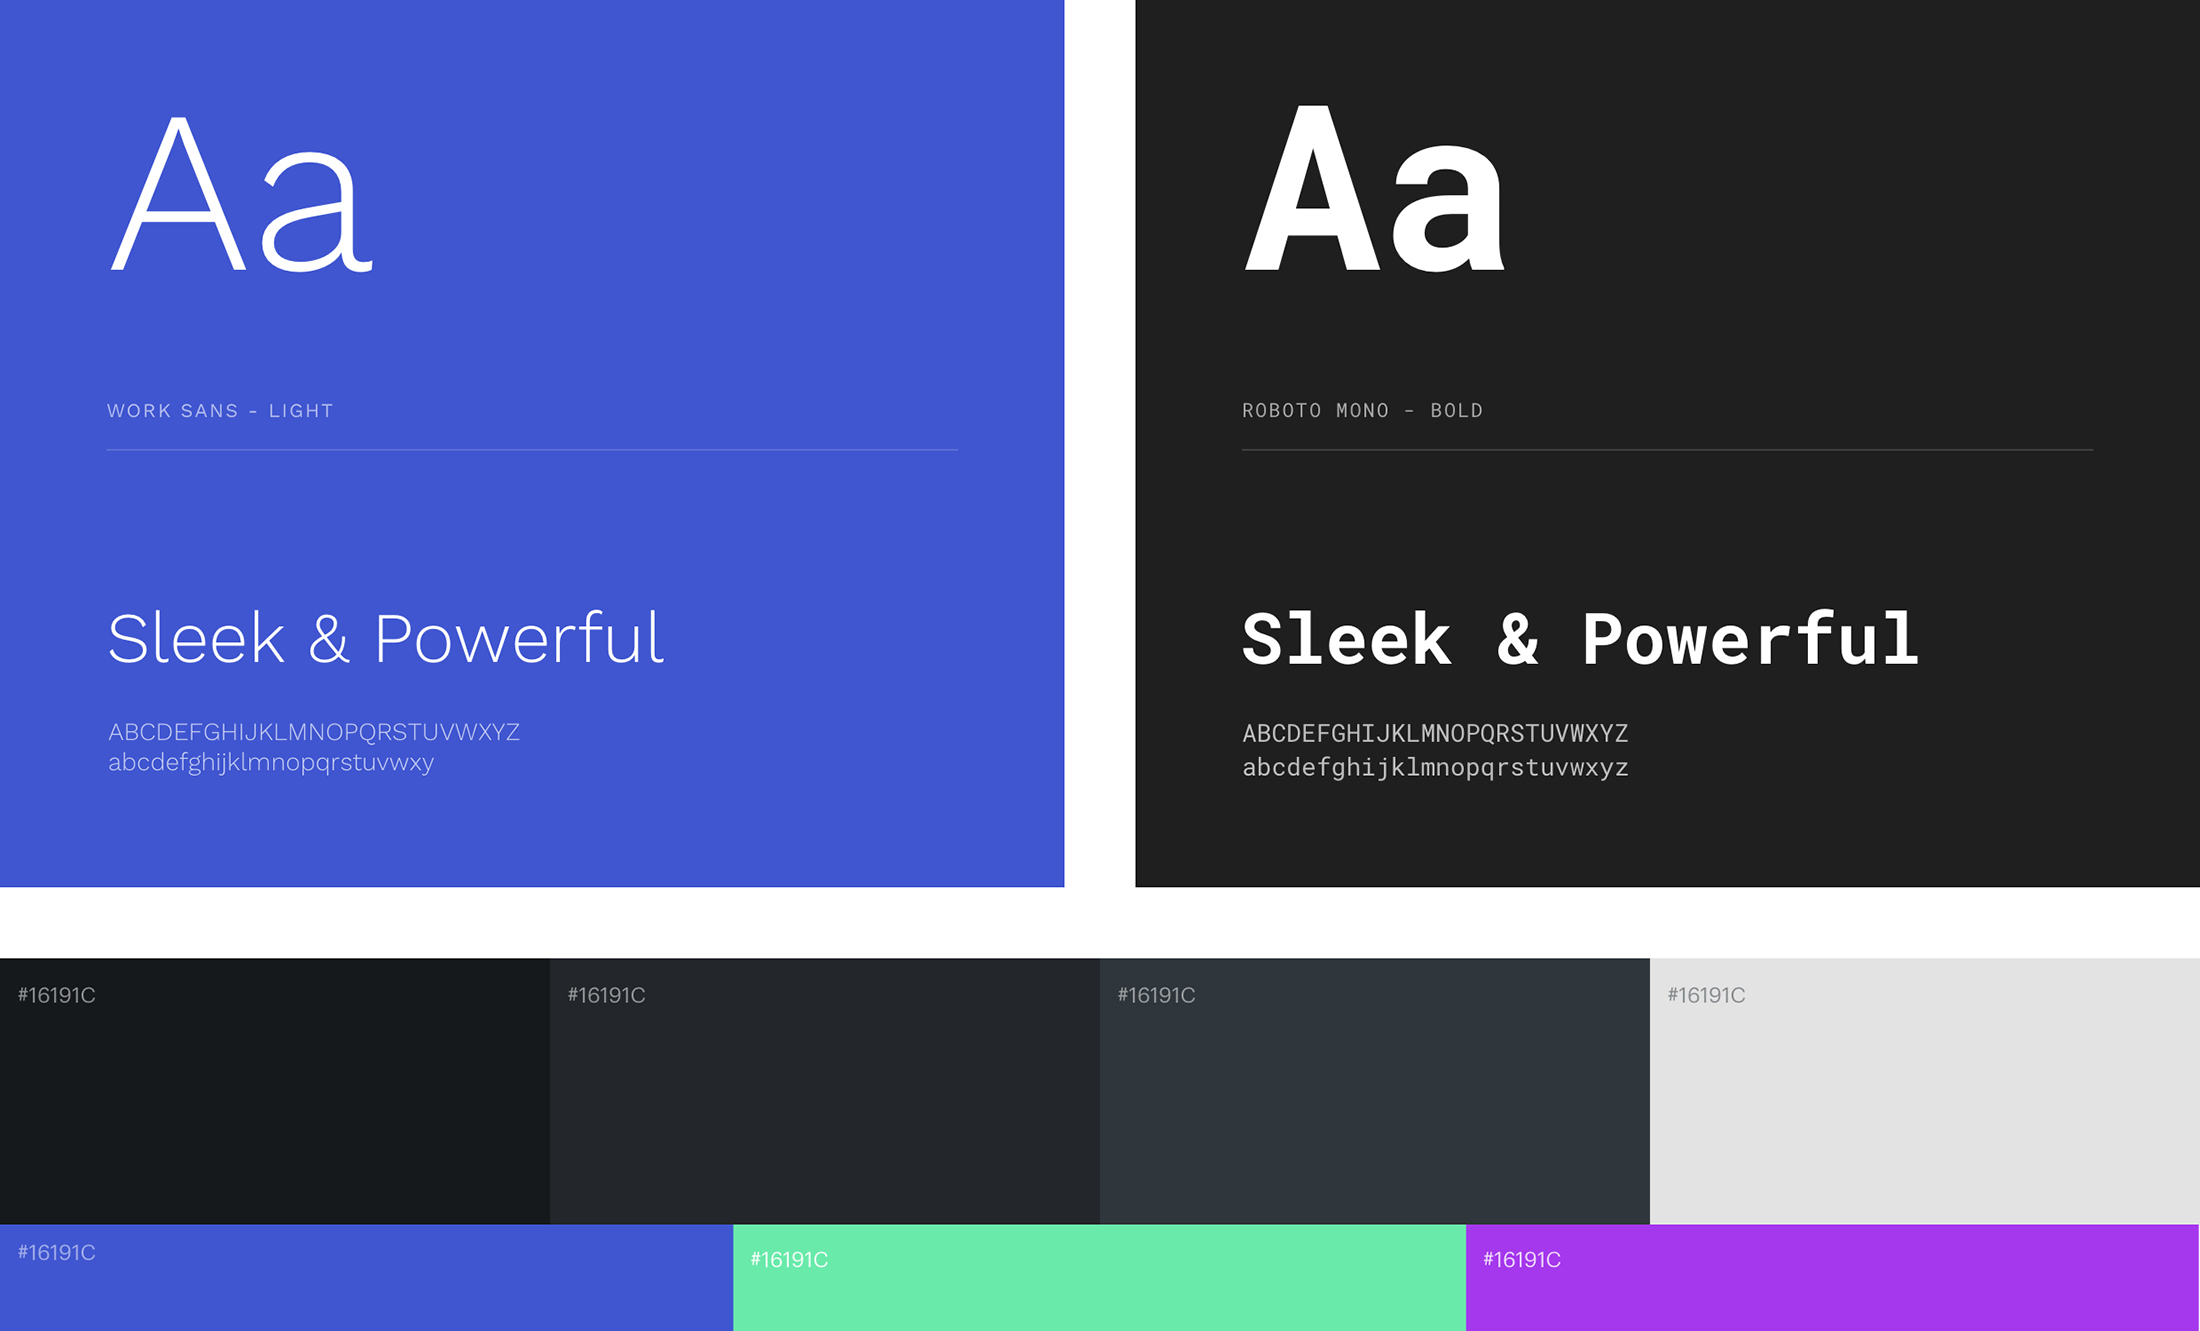 Aa
WORK SANS - LIGHT
Sleek & Powerful
ABCDEFGHIJKLMNOPQRSTUVWXYZ
abcdefghijklmnopqrstuvwxy
Aa
ROBOTO MONO - BOLD
Sleek & Powerful
ABCDEFGHIJKLMNOPQRSTUVWXYZ
abcdefghijklmnopqrstuvwxyz
#16191C
#16191C
#16191C
#16191C
#16191C
#16191C
#16191C